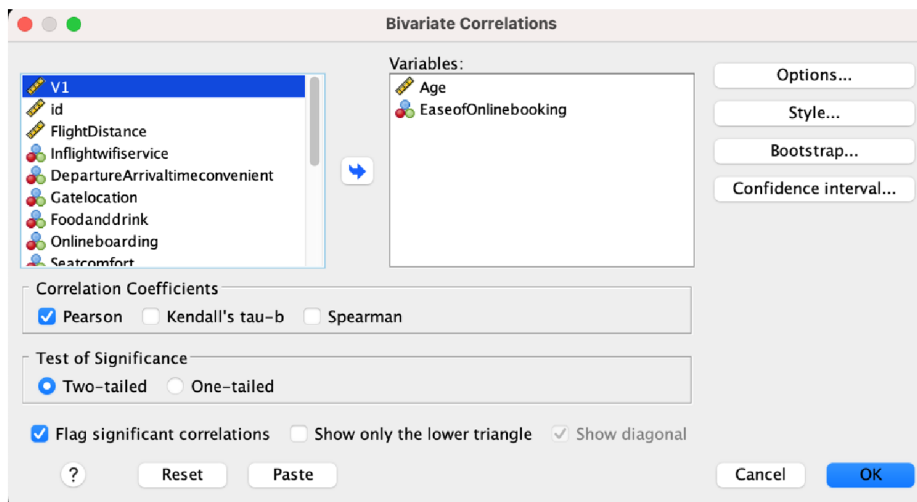 Bivariate Correlations
V1
id
FlightDistance
Inflightwifiservice
DepartureArrivaltimeconvenient
Gatelocation
Foodanddrink
Onlineboarding
Seatcomfort
Variables:
Age
EaseofOnlinebooking
Options...
Style...
Bootstrap...
Confidence interval...
Correlation Coefficients
Pearson Kendall's tau-b Spearman
Test of Significance
Two-tailed One-tailed
Flag significant correlations Show only the lower triangle Show diagonal
? Reset Paste Cancel OK